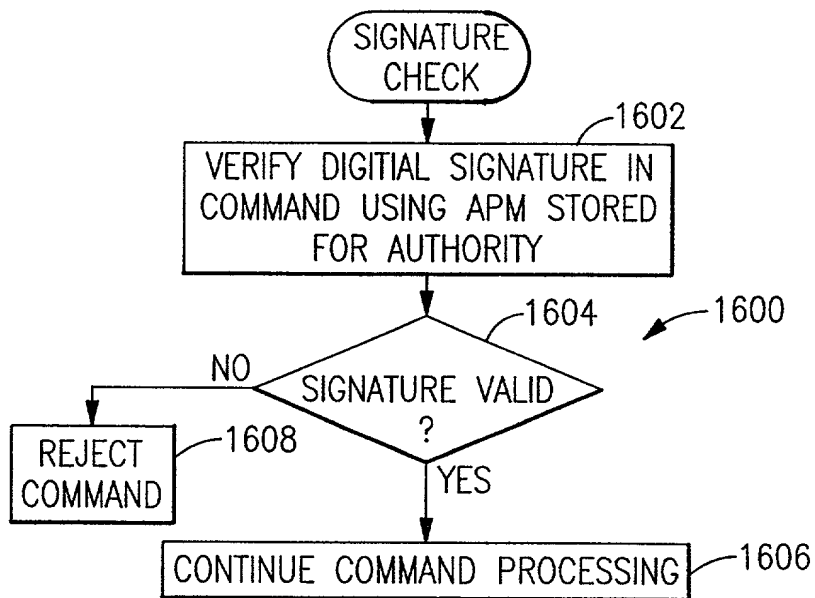 SIGNATURE
CHECK
1602
VERIFY DIGITIAL SIGNATURE IN
COMMAND USING APM STORED
FOR AUTHORITY
1604
1600
NO
SIGNATURE VALID
?
REJECT
COMMAND
1608
YES
CONTINUE COMMAND PROCESSING
1606